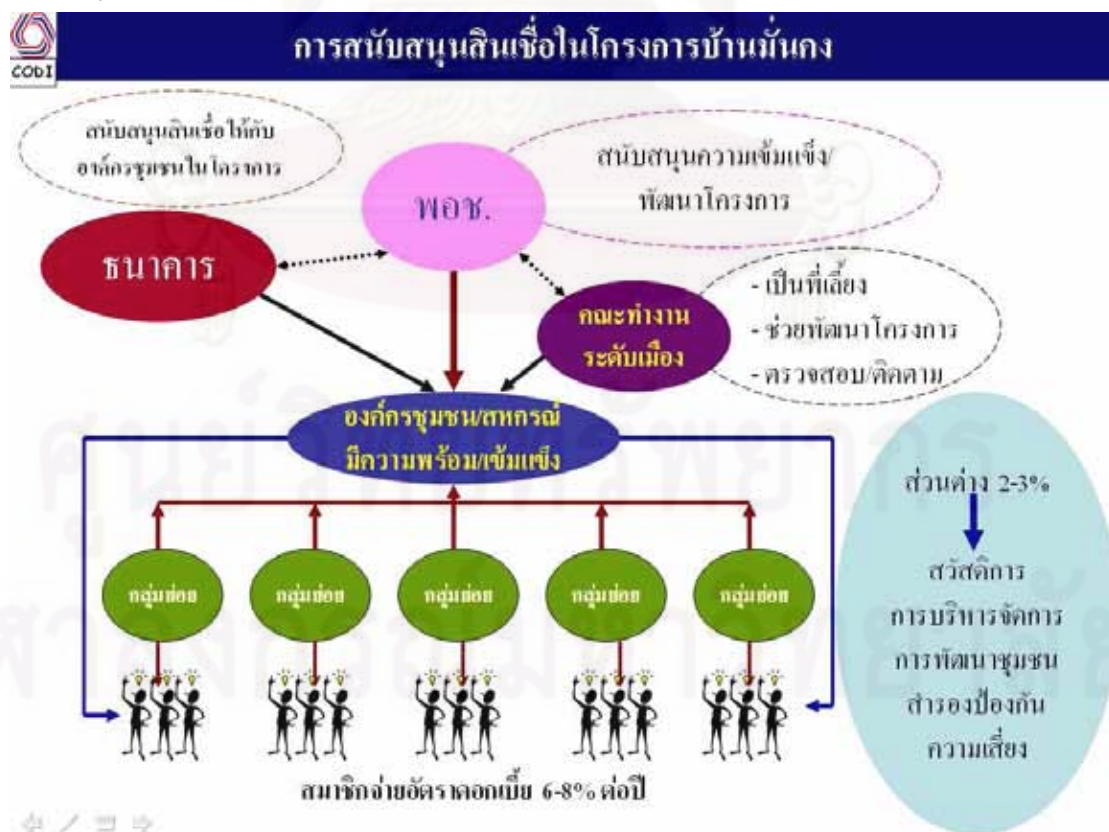 CODI
การสนับสนุนสินเชื่อในโครงการบ้านมั่นคง
สนับสนุนสินเชื่อให้กับ
องค์กรชุมชนในโครงการ
พอช.
สนับสนุนความเข้มแข็ง/
พัฒนาโครงการ
ธนาคาร
คณะทำงาน
ระดับเมือง
- เป็นที่เลี้ยง
- ช่วยพัฒนาโครงการ
- ตรวจสอบ/ติดตาม
องค์กรชุมชน/สหกรณ์
มีความพร้อม/เข้มแข็ง
กลุ่มย่อย
กลุ่มย่อย
กลุ่มย่อย
กลุ่มย่อย
กลุ่มย่อย
ส่วนต่าง 2-3%
สวัสดิการ
การบริหารจัดการ
การพัฒนาชุมชน
สำรองป้องกัน
ความเสี่ยง
สมาชิกจ่ายอัตราดอกเบี้ย 6-8% ต่อปี